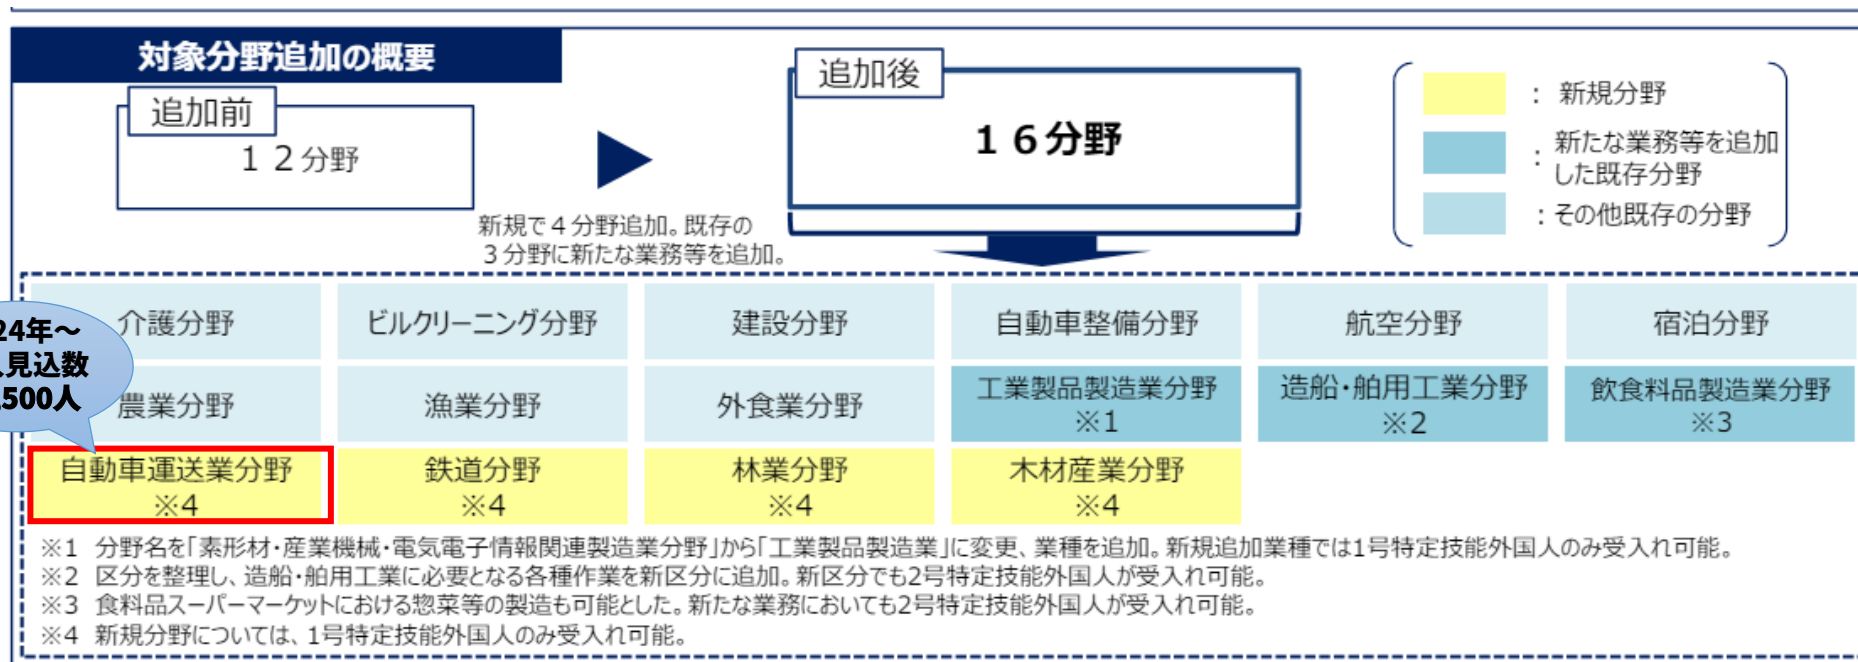 対象分野追加の概要
追加前
１２分野
新規で４分野追加。既存の
３分野に新たな業務等を追加。
追加後
１６分野
：新規分野
：新たな業務等を追加
した既存分野
：その他既存の分野
24年～
見込数
500人
介護分野 ビルクリーニング分野 建設分野 自動車整備分野 航空分野 宿泊分野
農業分野 漁業分野 外食業分野 工業製品製造業分野 ※1 造船・舶用工業分野 ※2 飲食料品製造業分野 ※3
自動車運送業分野 ※4 鉄道分野 ※4 林業分野 ※4 木材産業分野 ※4
※1 分野名を「素形材・産業機械・電気電子情報関連製造業分野」から「工業製品製造業」に変更、業種を追加。新規追加業種では1号特定技能外国人のみ受入れ可能。
※2 区分を整理し、造船・舶用工業に必要となる各種作業を新区分に追加。新区分でも2号特定技能外国人が受入れ可能。
※3 食料品スーパーマーケットにおける惣菜等の製造も可能とした。新たな業務においても2号特定技能外国人が受入れ可能。
※4 新規分野については、1号特定技能外国人のみ受入れ可能。